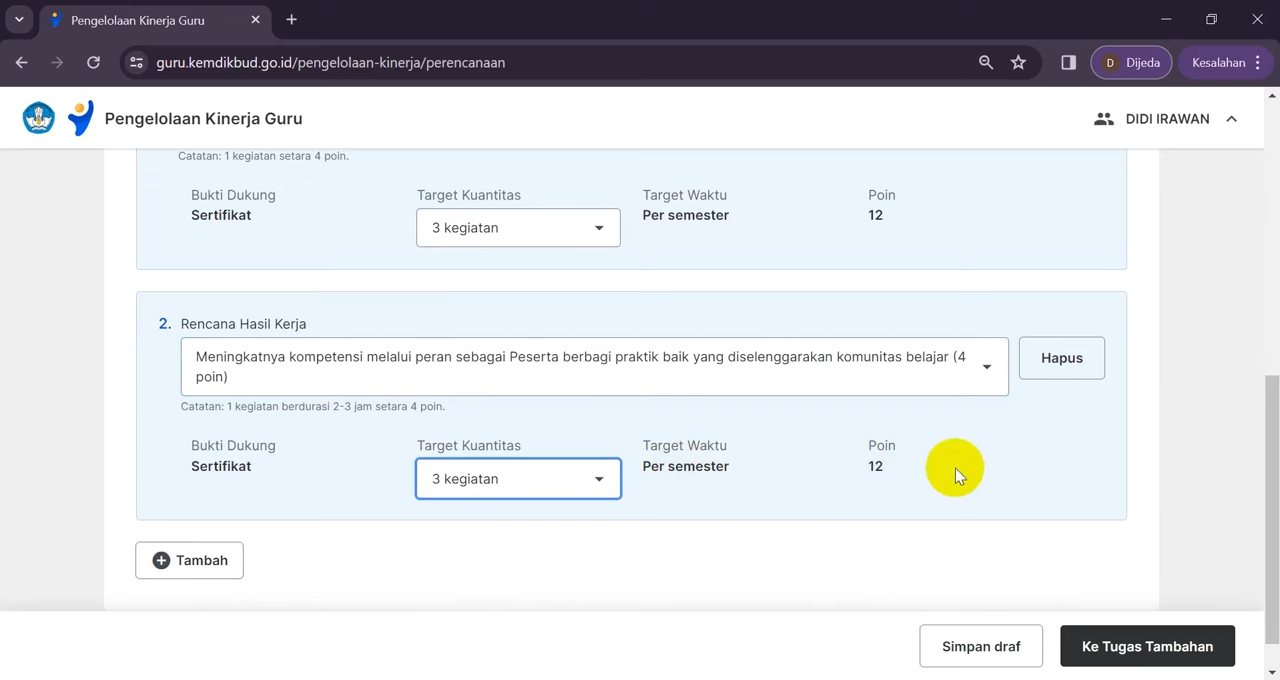 Pengelolaan Kinerja Guru
guru.kemdikbud.go.id/pengelolaan-kinerja/perencanaan
D Dijeda
Kesalahan
Pengelolaan Kinerja Guru
DIDI IRAWAN
Catatan: 1 kegiatan setara 4 poin.
Bukti Dukung Target Kuantitas Target Waktu Poin
Sertifikat 3 kegiatan Per semester 12
2. Rencana Hasil Kerja
Meningkatnya kompetensi melalui peran sebagai Peserta berbagi praktik baik yang diselenggarakan komunitas belajar (4
poin)
Hapus
Catatan: 1 kegiatan berdurasi 2-3 jam setara 4 poin.
Bukti Dukung Target Kuantitas Target Waktu Poin
Sertifikat 3 kegiatan Per semester 12
Tambah
Simpan draf Ke Tugas Tambahan